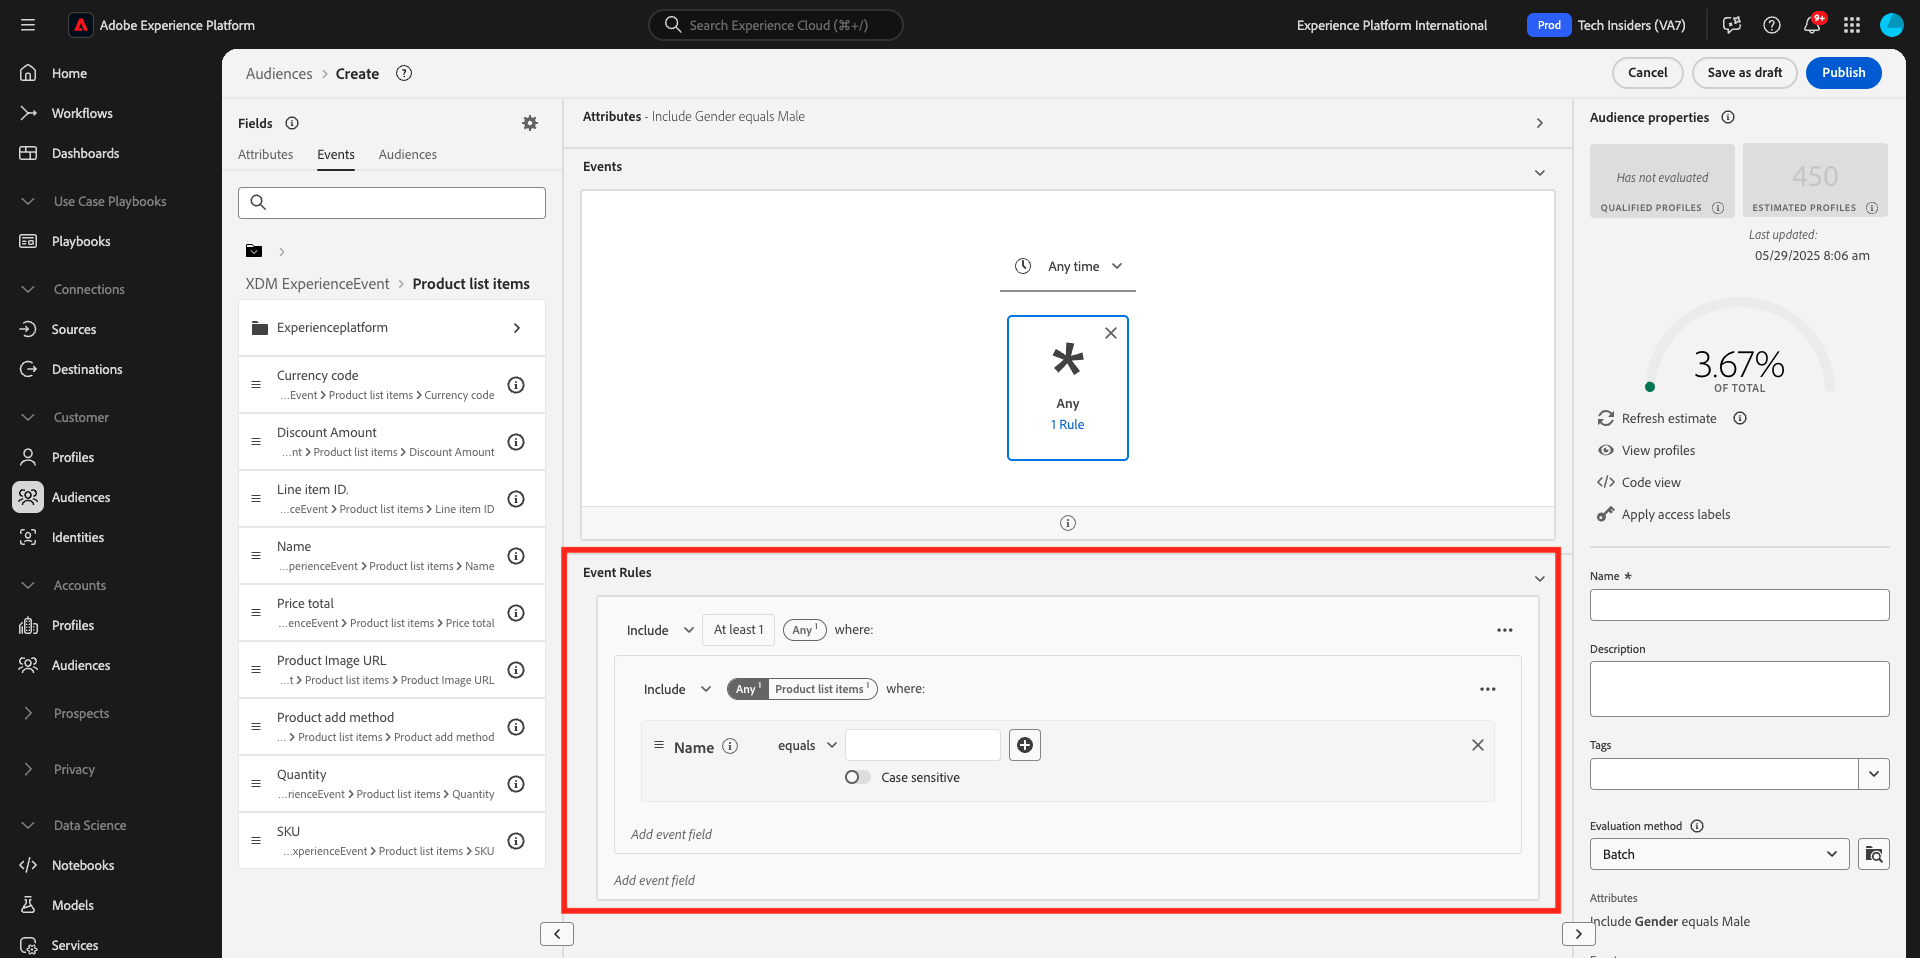 Adobe Experience Platform
Search Experience Cloud (⌘+/)
Experience Platform International
Prod
Tech Insiders (VA7)
9+
Home
Workflows
Dashboards
Use Case Playbooks
Playbooks
Connections
Sources
Destinations
Customer
Profiles
Audiences
Identities
Accounts
Profiles
Audiences
Prospects
Privacy
Data Science
Notebooks
Models
Services
Audiences > Create
Cancel
Save as draft
Publish
Fields
Attributes
Events
Audiences
XDM ExperienceEvent > Product list items
Experienceplatform
Currency code
...Event > Product list items > Currency code
Discount Amount
...nt > Product list items > Discount Amount
Line item ID.
...ceEvent > Product list items > Line item ID
Name
...perienceEvent > Product list items > Name
Price total
...enceEvent > Product list items > Price total
Product Image URL
...t > Product list items > Product Image URL
Product add method
... > Product list items > Product add method
Quantity
...rienceEvent > Product list items > Quantity
SKU
...xperienceEvent > Product list items > SKU
Attributes - Include Gender equals Male
Events
Any time
*
Any
1 Rule
Event Rules
Include At least 1 Any 1 where:
Include Any 1 Product list items 1 where:
Name equals
Case sensitive
Add event field
Add event field
Audience properties
Has not evaluated
QUALIFIED PROFILES
450
ESTIMATED PROFILES
Last updated:
05/29/2025 8:06 am
3.67%
OF TOTAL
Refresh estimate
View profiles
</> Code view
Apply access labels
Name *
Description
Tags
Evaluation method
Batch
Attributes
Include Gender equals Male